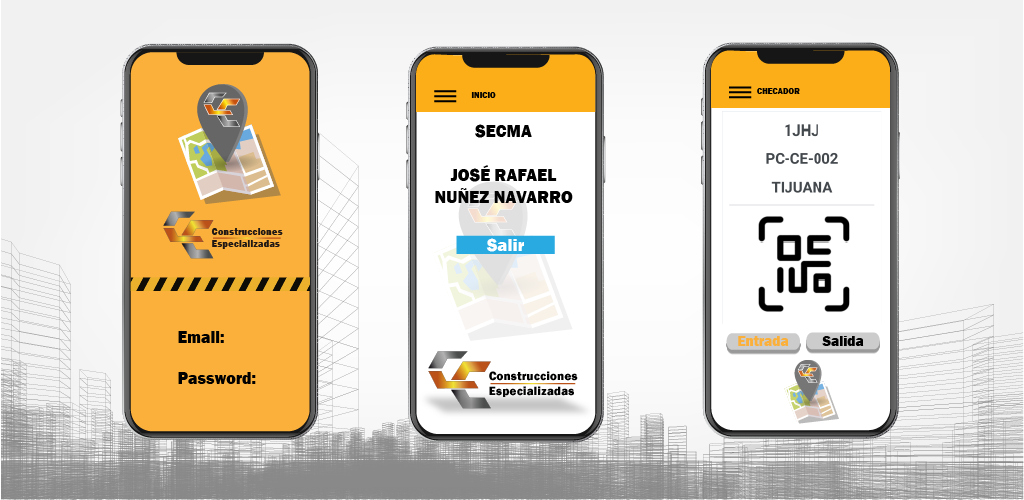 Construcciones
Especializadas
Emall:
Password:
INICIO
SECMA
JOSÉ RAFAEL
NUÑEZ NAVARRO
Salir
Construcciones
Especializadas
CHECADOR
1JHJ
PC-CE-002
TIJUANA
Entrada
Salida